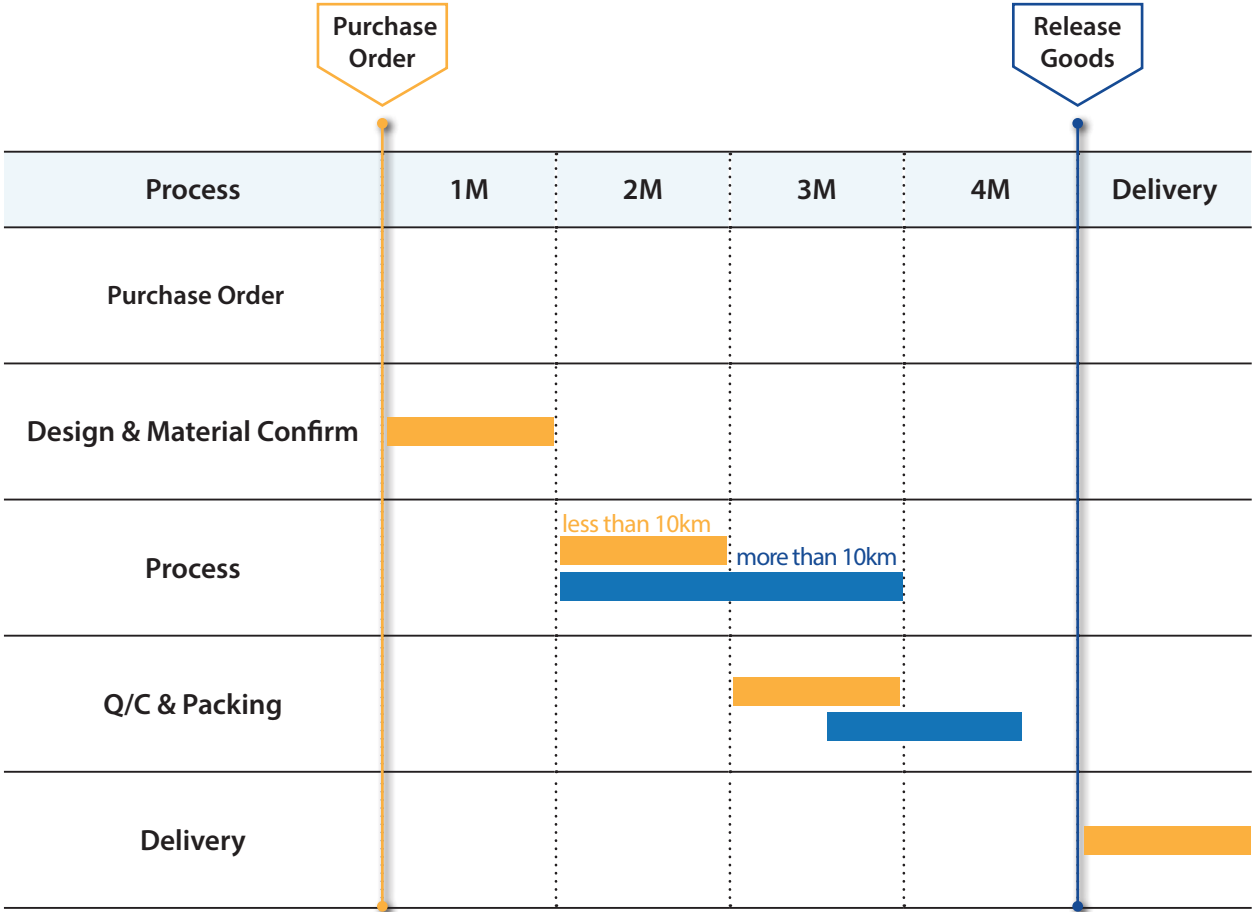 Purchase
Order
Release
Goods
Process
1M
2M
3M
4M
Delivery
Purchase Order
Design & Material Confirm
less than 10km
more than 10km
Process
Q/C & Packing
Delivery